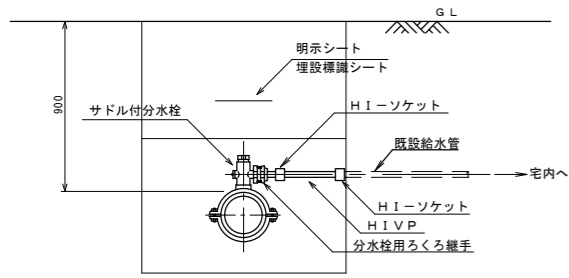 ＧＬ
明示シート
埋設標識シート
900
サドル付分水栓
ＨＩ－ソケット
既設給水管
宅内へ
ＨＩ－ソケット
ＨＩＶＰ
分水栓用ろくろ継手